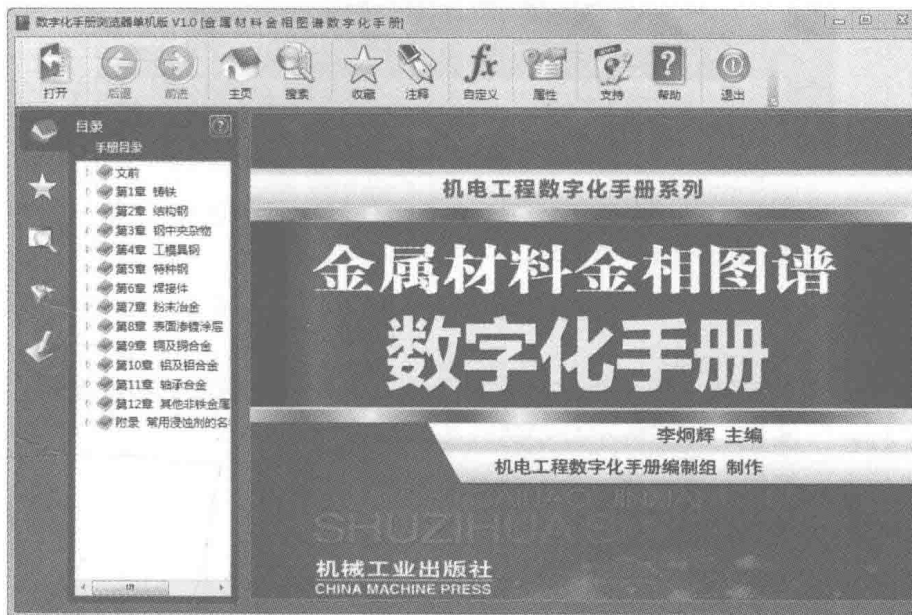 数字化手册浏览器单机版 V1.0 [金属材料金相图谱数字化手册]
打开 后退 前进 主页 搜索 收藏 注释 自定义 属性 支持 帮助 退出
目录
手册目录
文前
第1章 铸铁
第2章 结构钢
第3章 钢中夹杂物
第4章 工模具钢
第5章 特种钢
第6章 焊接件
第7章 粉末冶金
第8章 表面渗镀涂层
第9章 铜及铜合金
第10章 铝及铝合金
第11章 轴承合金
第12章 其他非铁金属
附录 常用浸蚀剂的名
机电工程数字化手册系列
金属材料金相图谱
数字化手册
李炯辉 主编
机电工程数字化手册编制组 制作
SHUZIHUA S
机械工业出版社
CHINA MACHINE PRESS